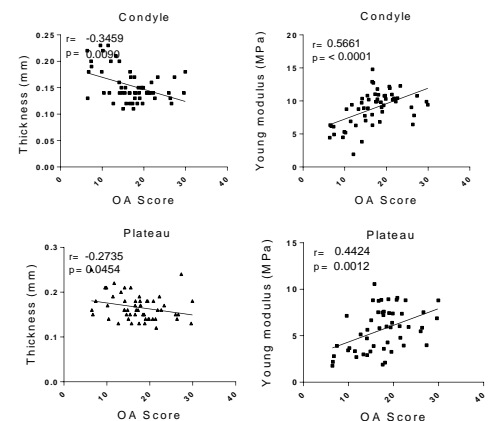 Condyle
r= -0.3459
p= 0.0090
Thickness (mm)
0.25
0.20
0.15
0.10
0.05
0.00
0 10 20 30 40
OA Score
Condyle
r= 0.5661
p= < 0.0001
Young modulus (MPa)
20
15
10
5
0
0 10 20 30 40
OA Score
Plateau
r= -0.2735
p= 0.0454
Thickness (mm)
0.3
0.2
0.1
0.0
0 10 20 30 40
OA Score
Plateau
r= 0.4424
p= 0.0012
Young modulus (MPa)
15
10
5
0
0 10 20 30 40
OA Score